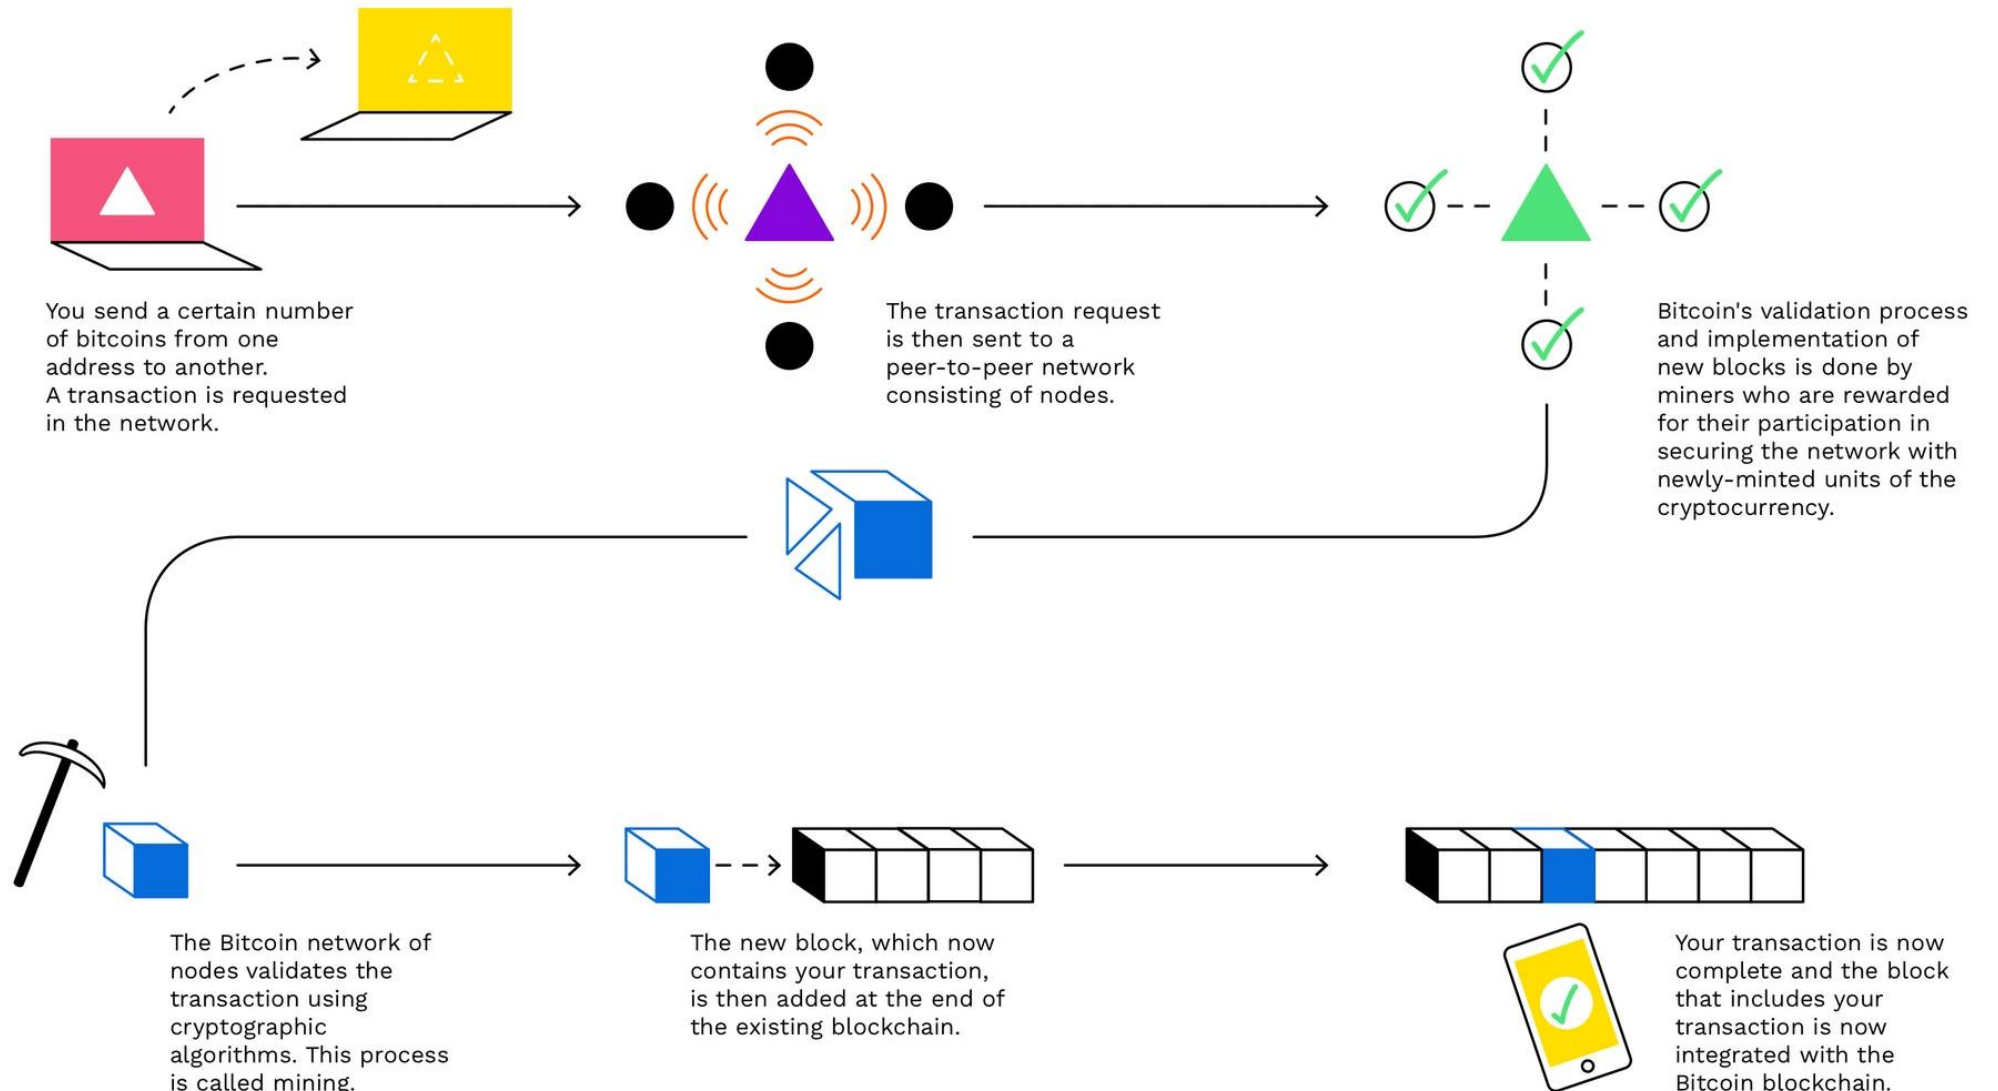 You send a certain number
of bitcoins from one
address to another.
A transaction is requested
in the network.
The transaction request
is then sent to a
peer-to-peer network
consisting of nodes.
Bitcoin's validation process
and implementation of
new blocks is done by
miners who are rewarded
for their participation in
securing the network with
newly-minted units of the
cryptocurrency.
The Bitcoin network of
nodes validates the
transaction using
cryptographic
algorithms. This process
is called mining.
The new block, which now
contains your transaction,
is then added at the end of
the existing blockchain.
Your transaction is now
complete and the block
that includes your
transaction is now
integrated with the
Bitcoin blockchain.